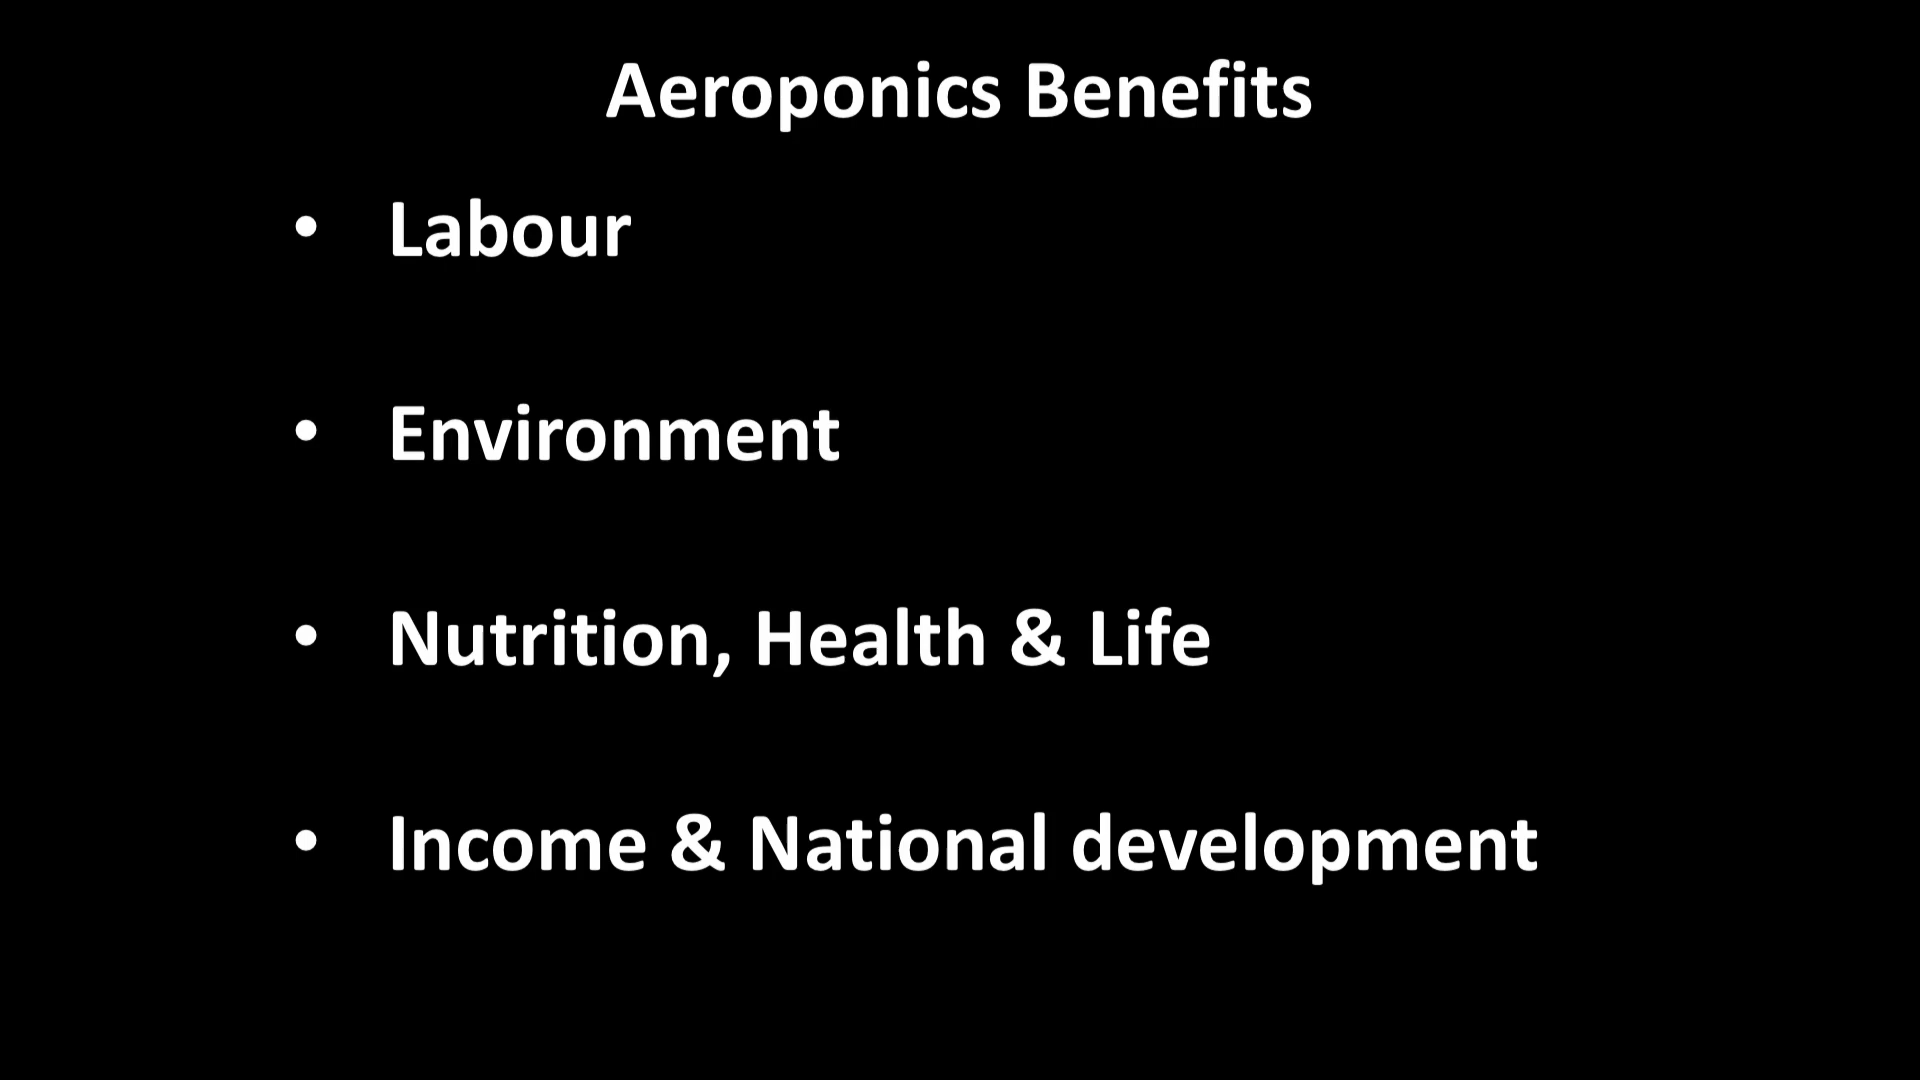 Aeroponics Benefits
• Labour
• Environment
• Nutrition, Health & Life
• Income & National development